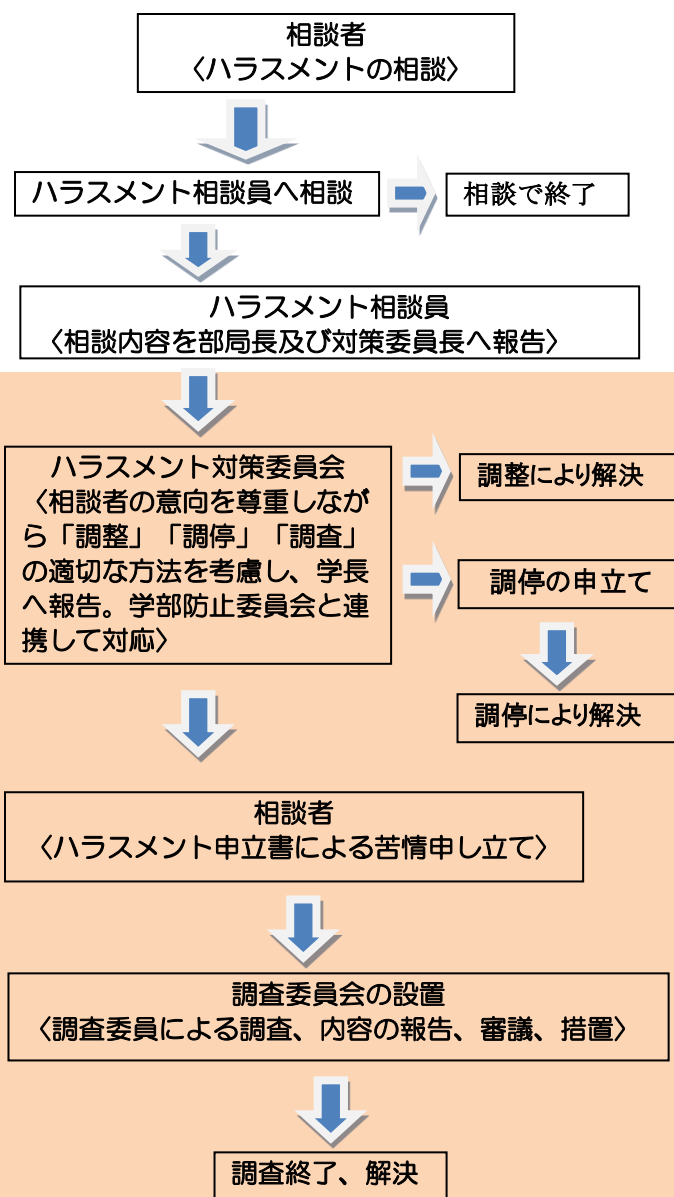 相談者
〈ハラスメントの相談〉
ハラスメント相談員へ相談
相談で終了
ハラスメント相談員
〈相談内容を部局長及び対策委員長へ報告〉
ハラスメント対策委員会
〈相談者の意向を尊重しなが
ら「調整」「調停」「調査」
の適切な方法を考慮し、学長
へ報告。学部防止委員会と連
携して対応〉
調整により解決
調停の申立て
調停により解決
相談者
〈ハラスメント申立書による苦情申し立て〉
調査委員会の設置
〈調査委員による調査、内容の報告、審議、措置〉
調査終了、解決